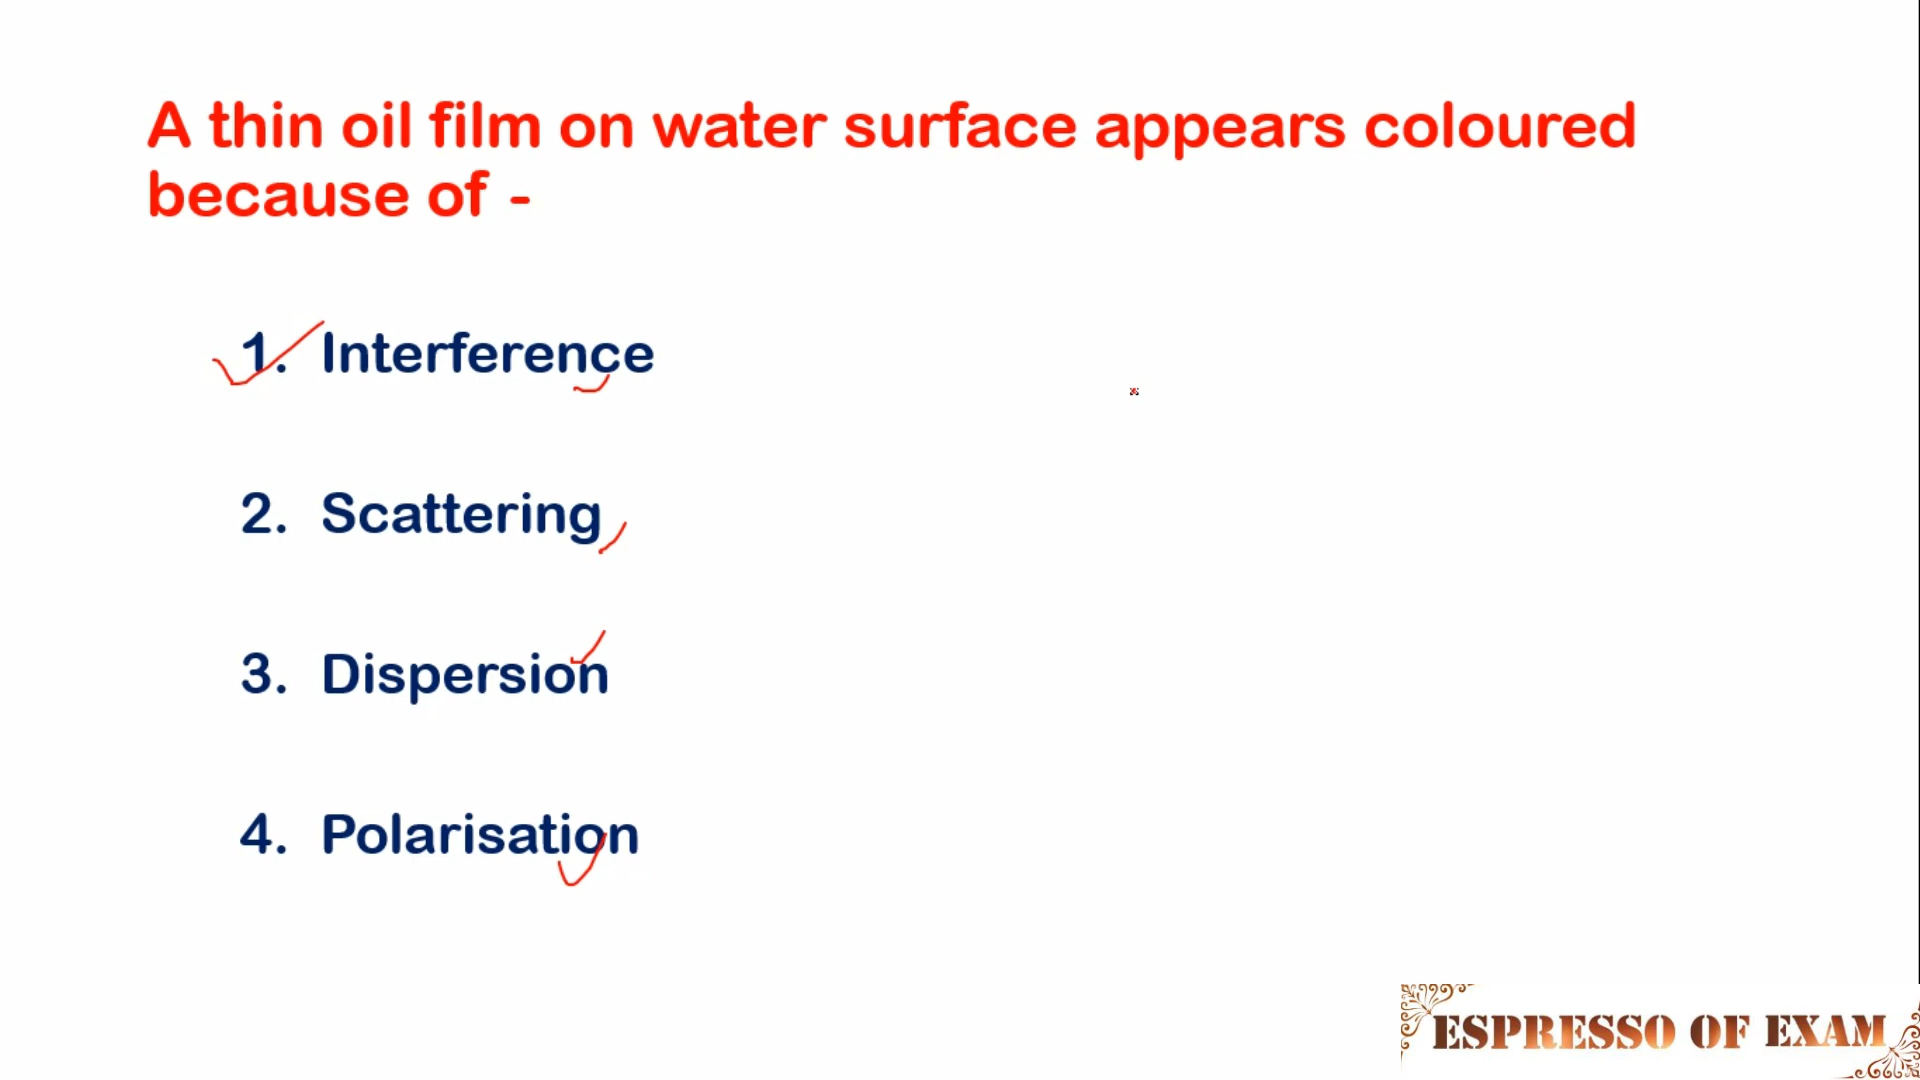 A thin oil film on water surface appears coloured
because of -
1. Interference
2. Scattering
3. Dispersion
4. Polarisation
ESPRESSO OF EXAM